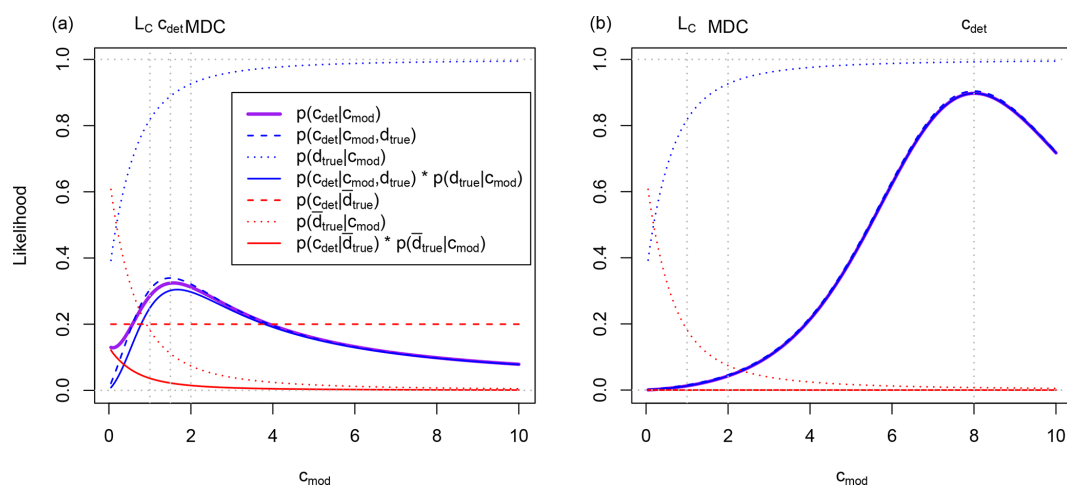 (a) L_C c_det MDC
Likelihood
1.0
0.8
0.6
0.4
0.2
0.0
p(c_det|c_mod)
p(c_det|c_mod,d_true)
p(d_true|c_mod)
p(c_det|c_mod,d_true) * p(d_true|c_mod)
p(c_det|d̅_true)
p(d̅_true|c_mod)
p(c_det|d̅_true) * p(d̅_true|c_mod)
0 2 4 6 8 10
c_mod
(b) L_C MDC c_det
1.0
0.8
0.6
0.4
0.2
0.0
0 2 4 6 8 10
c_mod